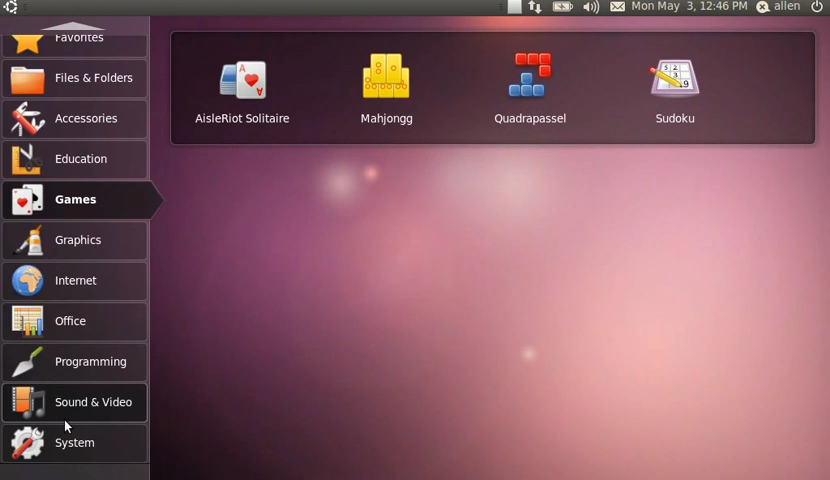 Mon May 3, 12:46 PM allen
Favorites
Files & Folders
Accessories
Education
Games
Graphics
Internet
Office
Programming
Sound & Video
System
AisleRiot Solitaire Mahjongg Quadrapassel Sudoku